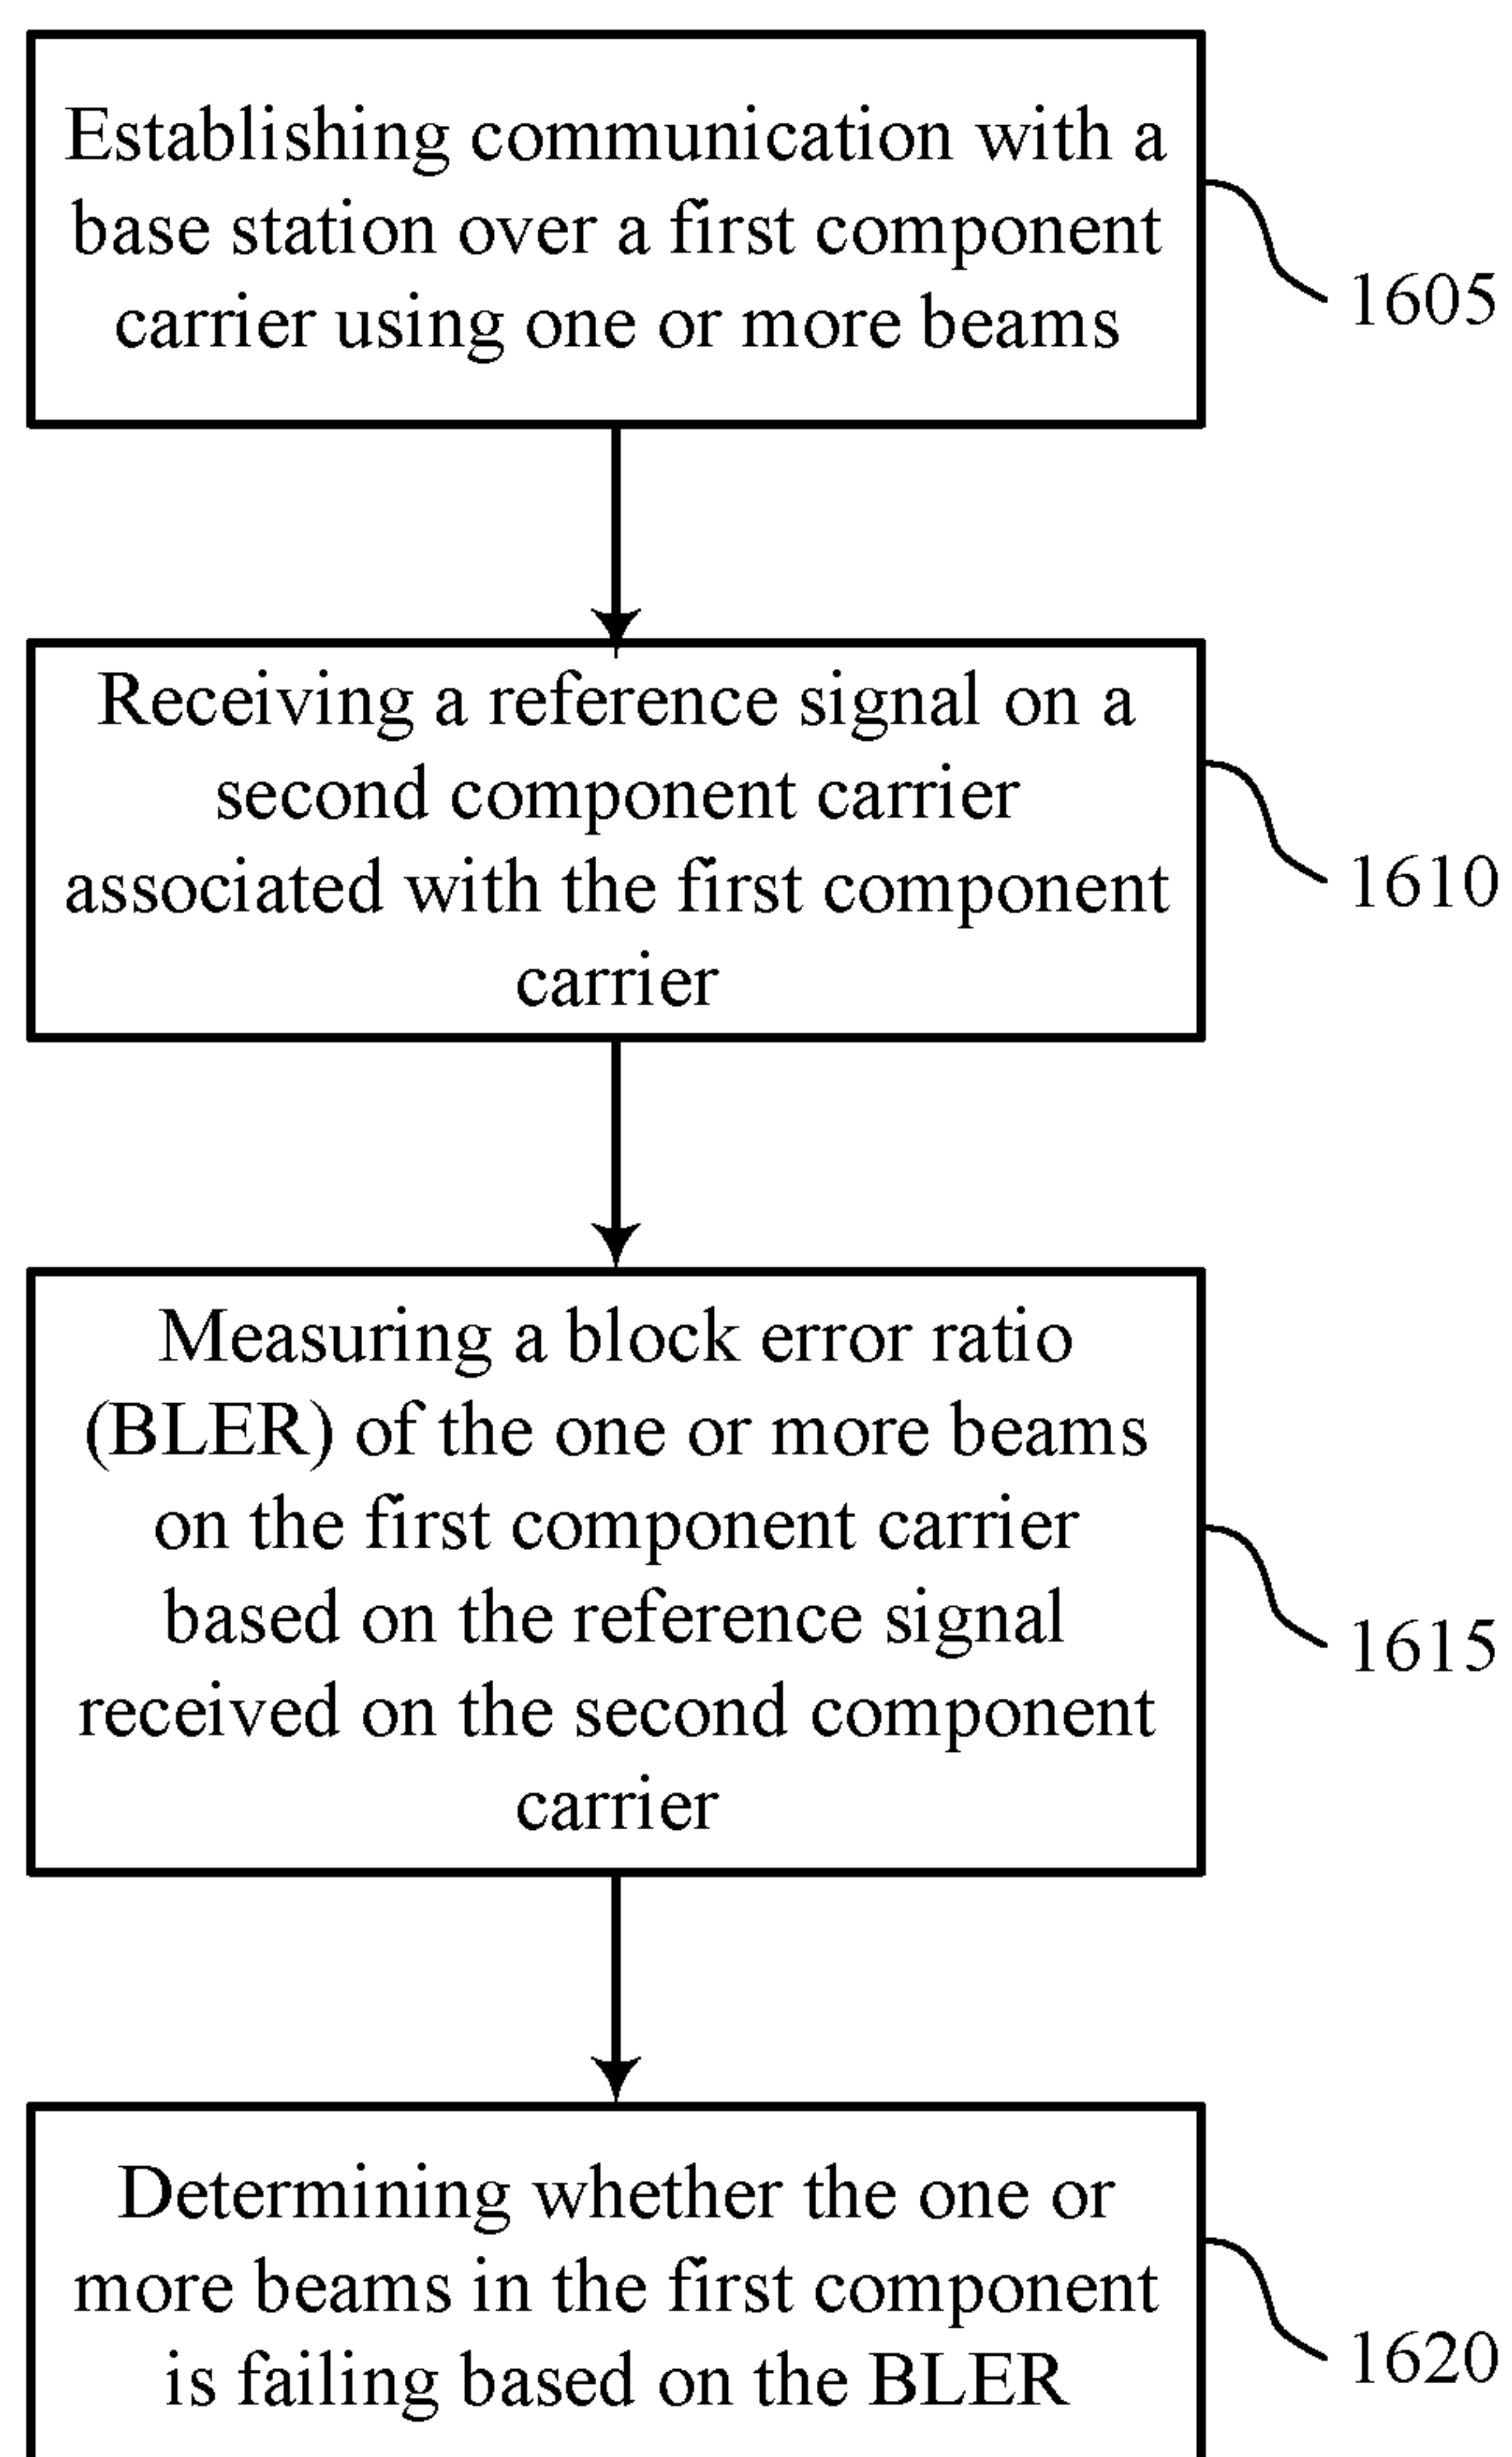 Establishing communication with a
base station over a first component
carrier using one or more beams
1605
Receiving a reference signal on a
second component carrier
associated with the first component
carrier
1610
Measuring a block error ratio
(BLER) of the one or more beams
on the first component carrier
based on the reference signal
received on the second component
carrier
1615
Determining whether the one or
more beams in the first component
is failing based on the BLER
1620